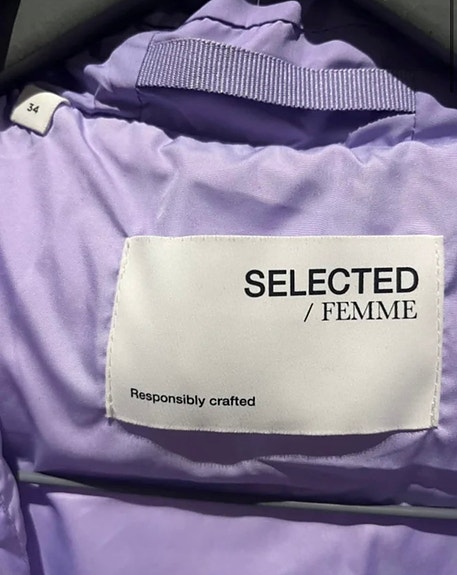 34
SELECTED
/ FEMME
Responsibly crafted